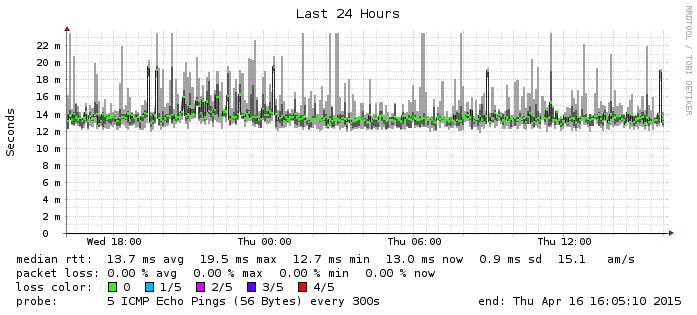 Last 24 Hours
RRDTOOL / TOBI OETIKER
Seconds
22 m
20 m
18 m
16 m
14 m
12 m
10 m
8 m
6 m
4 m
2 m
0
Wed 18:00 Thu 00:00 Thu 06:00 Thu 12:00
median rtt: 13.7 ms avg 19.5 ms max 12.7 ms min 13.0 ms now 0.9 ms sd 15.1 am/s
packet loss: 0.00 % avg 0.00 % max 0.00 % min 0.00 % now
loss color: 0 1/5 2/5 3/5 4/5
probe: 5 ICMP Echo Pings (56 Bytes) every 300s end: Thu Apr 16 16:05:10 2015